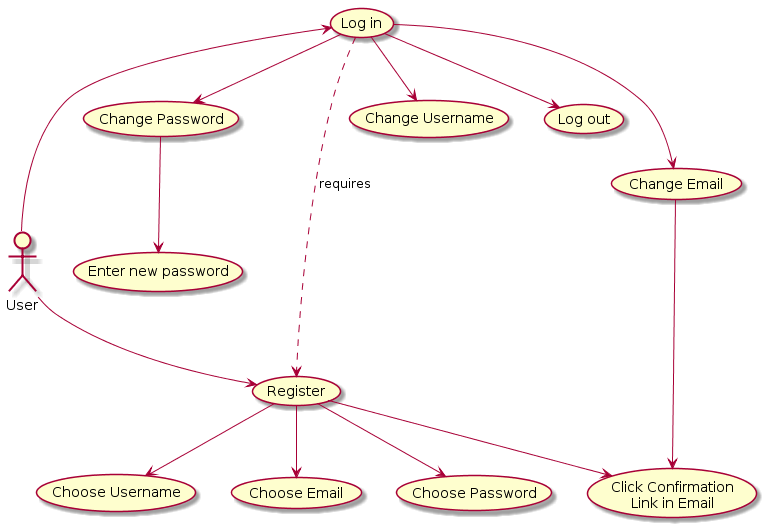 Log in
Change Password
Change Username
Log out
requires
Change Email
Enter new password
User
Register
Choose Username
Choose Email
Choose Password
Click Confirmation
Link in Email